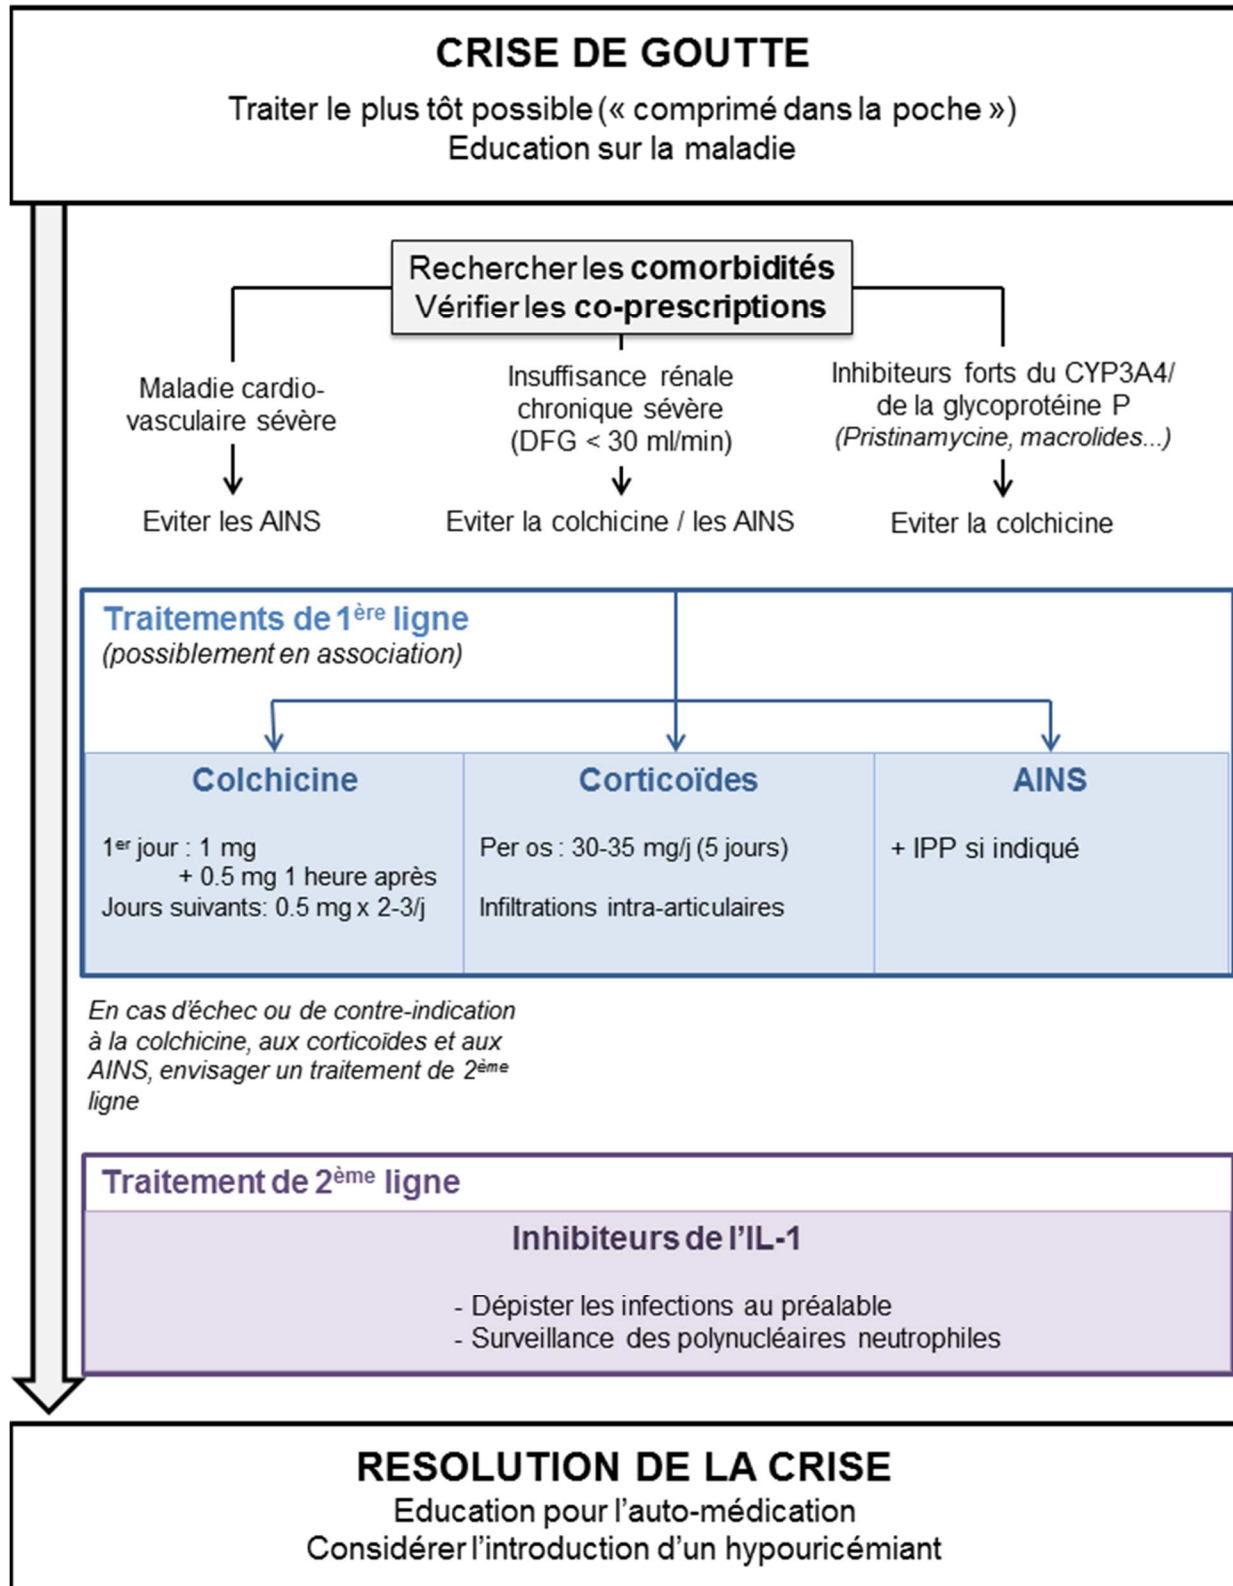 CRISE DE GOUTTE
Traiter le plus tôt possible (« comprimé dans la poche »)
Education sur la maladie
Rechercher les comorbidités
Vérifier les co-prescriptions
Maladie cardio-
vasculaire sévère
Eviter les AINS
Insuffisance rénale
chronique sévère
(DFG < 30 ml/min)
Eviter la colchicine / les AINS
Inhibiteurs forts du CYP3A4/
de la glycoprotéine P
(Pristinamycine, macrolides...)
Eviter la colchicine
Traitements de 1ère ligne
(possiblement en association)
Colchicine
1er jour : 1 mg
+ 0.5 mg 1 heure après
Jours suivants: 0.5 mg x 2-3/j
Corticoïdes
Per os : 30-35 mg/j (5 jours)
Infiltrations intra-articulaires
AINS
+ IPP si indiqué
En cas d'échec ou de contre-indication
à la colchicine, aux corticoïdes et aux
AINS, envisager un traitement de 2ème
ligne
Traitement de 2ème ligne
Inhibiteurs de l'IL-1
- Dépister les infections au préalable
- Surveillance des polynucléaires neutrophiles
RESOLUTION DE LA CRISE
Education pour l'auto-médication
Considérer l'introduction d'un hypouricémiant